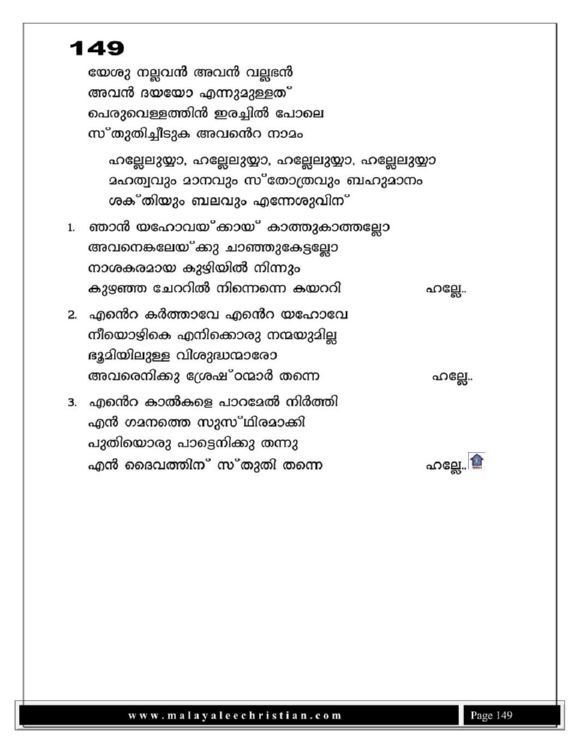 149
യേശു നല്ലവൻ അവൻ വല്ലഭൻ
അവൻ ദയയോ എന്നുമുള്ളത്
പെരുവെള്ളത്തിൻ ഇരച്ചിൽ പോലെ
സ്തുതിച്ചീടുക അവന്റെ നാമം
ഹല്ലേലുയ്യാ, ഹല്ലേലുയ്യാ, ഹല്ലേലുയ്യാ, ഹല്ലേലുയ്യാ
മഹത്വവും മാനവും സ്തോത്രവും ബഹുമാനം
ശക്തിയും ബലവും എന്നേശുവിന്
1. ഞാൻ യഹോവയ്ക്കായ് കാത്തുകാത്തല്ലോ
അവനെങ്കലേയ്ക്കു ചാഞ്ഞുകേട്ടല്ലോ
നാശകരമായ കുഴിയിൽ നിന്നും
കുഴഞ്ഞ ചേററിൽ നിന്നെന്നെ കയററി ഹല്ലേ..
2. എന്റെ കർത്താവേ എന്റെ യഹോവേ
നീയൊഴികെ എനിക്കൊരു നന്മയുമില്ല
ഭൂമിയിലുള്ള വിശുദ്ധന്മാരോ
അവരെനിക്കു ശ്രേഷ്ഠന്മാർ തന്നെ ഹല്ലേ..
3. എന്റെ കാൽകളെ പാറമേൽ നിർത്തി
എൻ ഗമനത്തെ സുസ്ഥിരമാക്കി
പുതിയൊരു പാട്ടെനിക്കു തന്നു
എൻ ദൈവത്തിന് സ്തുതി തന്നെ ഹല്ലേ..
www.malayaleechristian.com Page 149